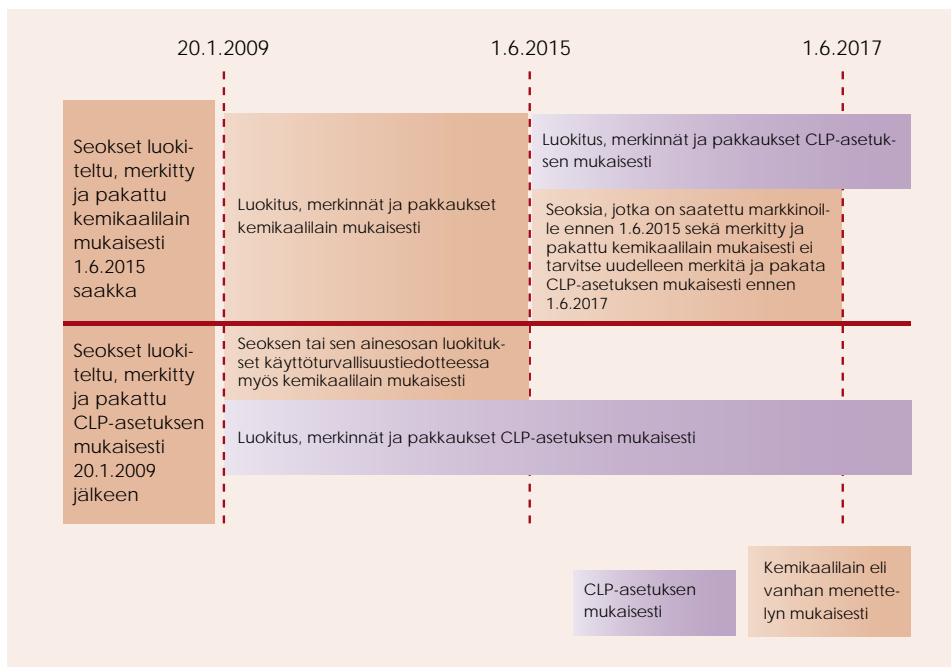 20.1.2009
1.6.2015
1.6.2017
Seokset luoki-
teltu, merkitty
ja pakattu
kemikaalilain
mukaisesti
1.6.2015
saakka
Luokitus, merkinnät ja pakkaukset
kemikaalilain mukaisesti
Luokitus, merkinnät ja pakkaukset CLP-asetuk-
sen mukaisesti
Seoksia, jotka on saatettu markkinoil-
le ennen 1.6.2015 sekä merkitty ja
pakattu kemikaalilain mukaisesti ei
tarvitse uudelleen merkitä ja pakata
CLP-asetuksen mukaisesti ennen
1.6.2017
Seokset luoki-
teltu, merkitty
ja pakattu
CLP-asetuksen
mukaisesti
20.1.2009
jälkeen
Seoksen tai sen ainesosan luokituk-
set käyttöturvallisuustiedotteessa
myös kemikaalilain mukaisesti
Luokitus, merkinnät ja pakkaukset CLP-asetuksen mukaisesti
CLP-asetuksen
mukaisesti
Kemikaalilain eli
vanhan menette-
lyn mukaisesti